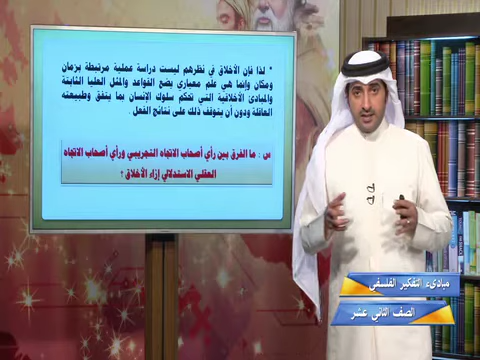 * لذا فإن الأخلاق في نظرهم ليست دراسة عملية مرتبطة بزمان
ومكان وإنما هي علم معياري يضع القواعد والمثل العليا الثابتة
والمبادئ الأخلاقية التي تحكم سلوك الإنسان بما يتفق وطبيعته
العاقلة ودون أن يتوقف ذلك على نتائج الفعل .
س : ما الفرق بين رأي أصحاب الاتجاه التجريبي ورأي أصحاب الاتجاه
العقلي الاستدلالي إزاء الأخلاق ؟
مبادىء التفكير الفلسفي
الصف الثاني عشر